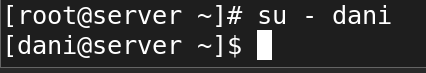 [root@server ~]# su - dani
[dani@server ~]$